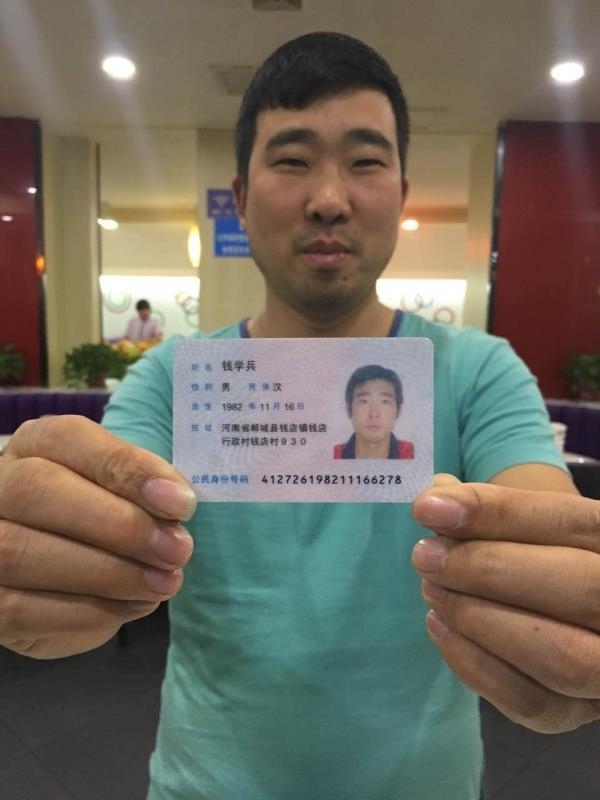 姓名 钱学兵
性别 男 民族 汉
出生 1982 年 11 月 16 日
住址 河南省郸城县钱店镇钱店
行政村钱店村930
公民身份号码 412726198211166278